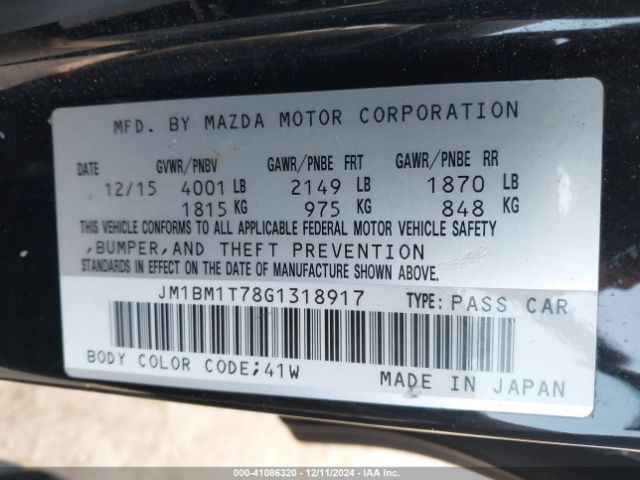 MFD. BY MAZDA MOTOR CORPORATION
DATE GVWR/PNBV GAWR/PNBE FRT GAWR/PNBE RR
12/15 4001 LB 2149 LB 1870 LB
1815 KG 975 KG 848 KG
THIS VEHICLE CONFORMS TO ALL APPLICABLE FEDERAL MOTOR VEHICLE SAFETY
,BUMPER,AND THEFT PREVENTION
STANDARDS IN EFFECT ON THE DATE OF MANUFACTURE SHOWN ABOVE.
JM1BM1T78G1318917 TYPE: PASS CAR
BODY COLOR CODE;41W
MADE IN JAPAN
000-41086320 - 12/11/2024 - IAA Inc.